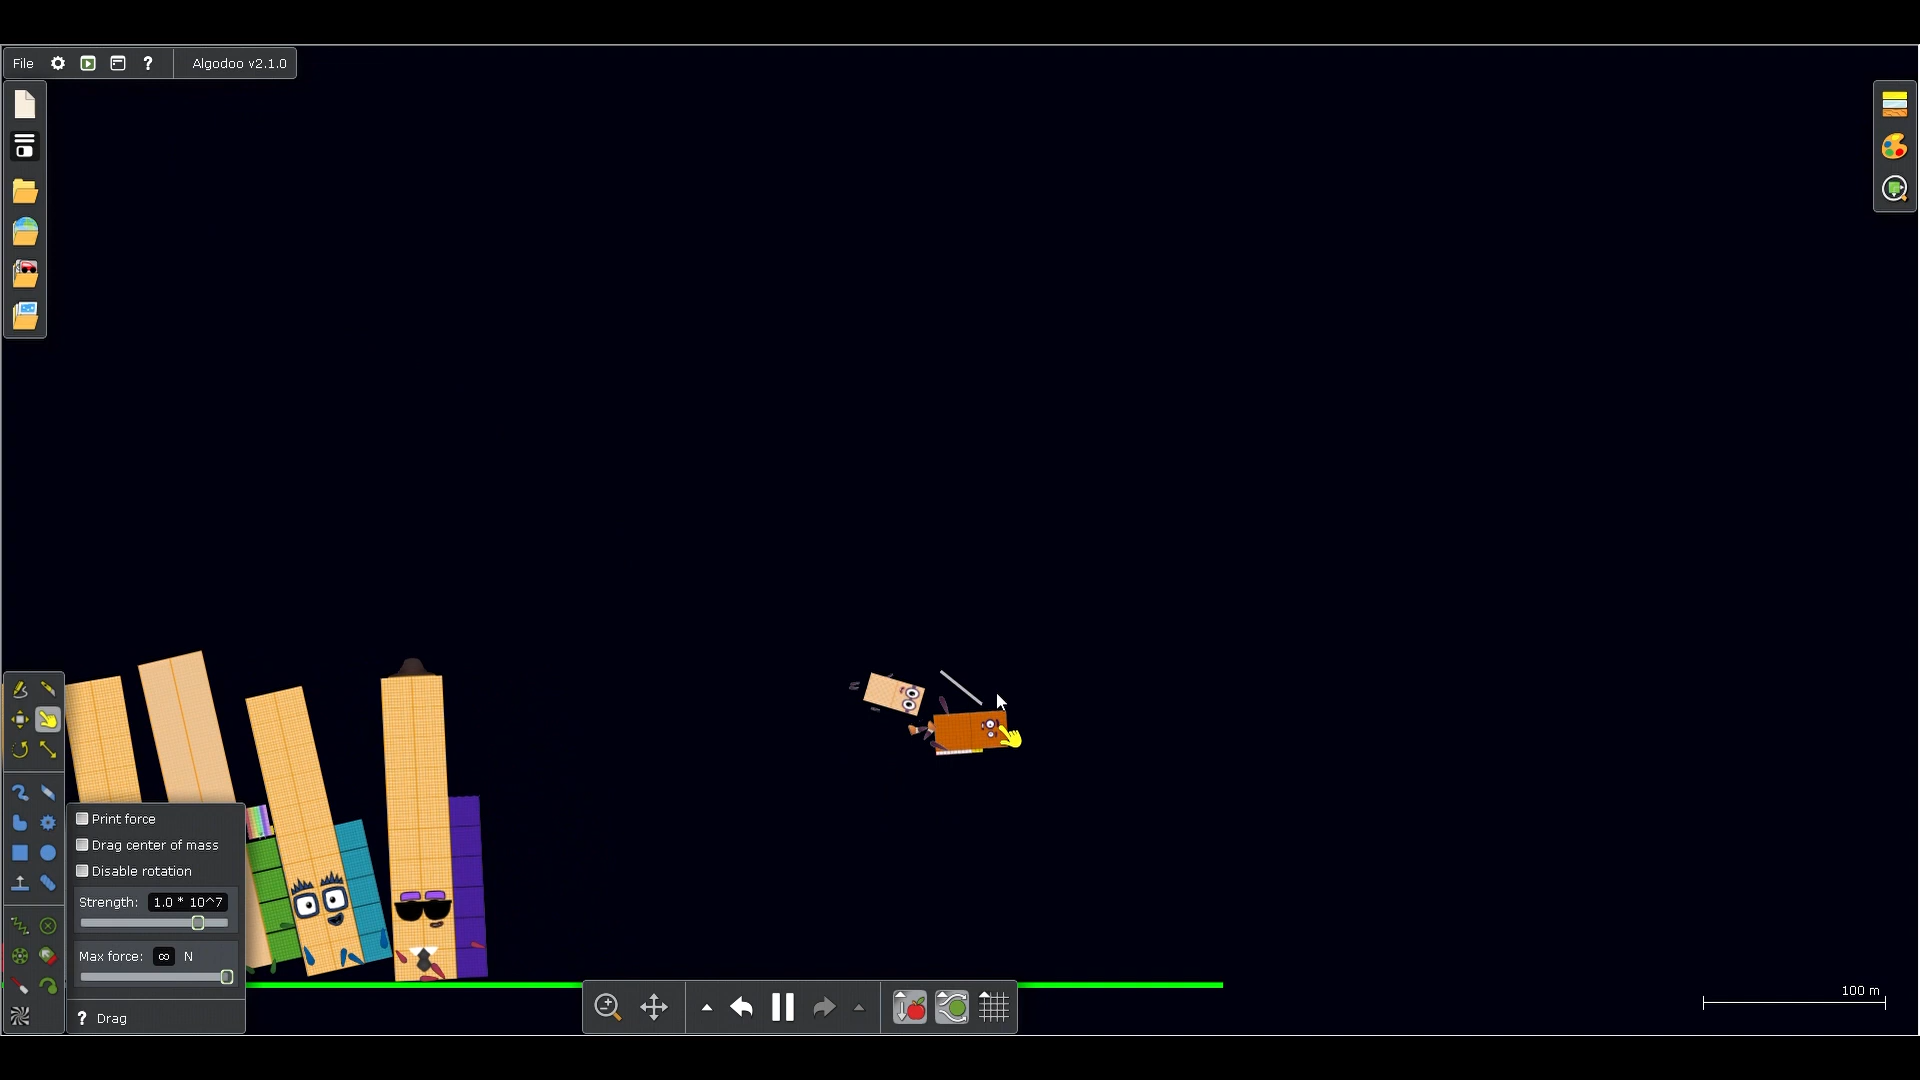 File
?
Algodoo v2.1.0
Print force
Drag center of mass
Disable rotation
Strength: 1.0 * 10^7
Max force: ∞ N
? Drag
100 m